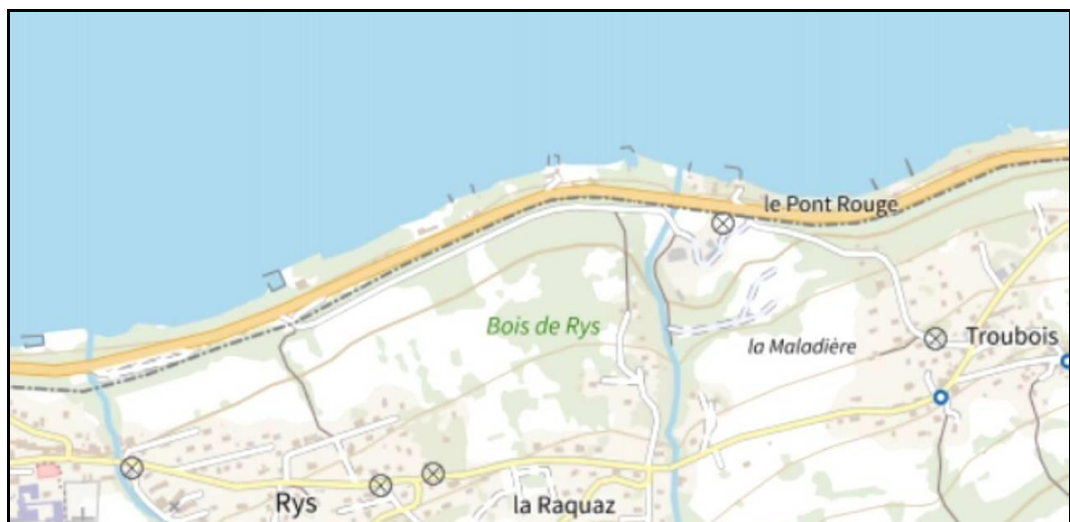 le Pont Rouge
Bois de Rys
la Maladière
Troubois
Rys
la Raquaz